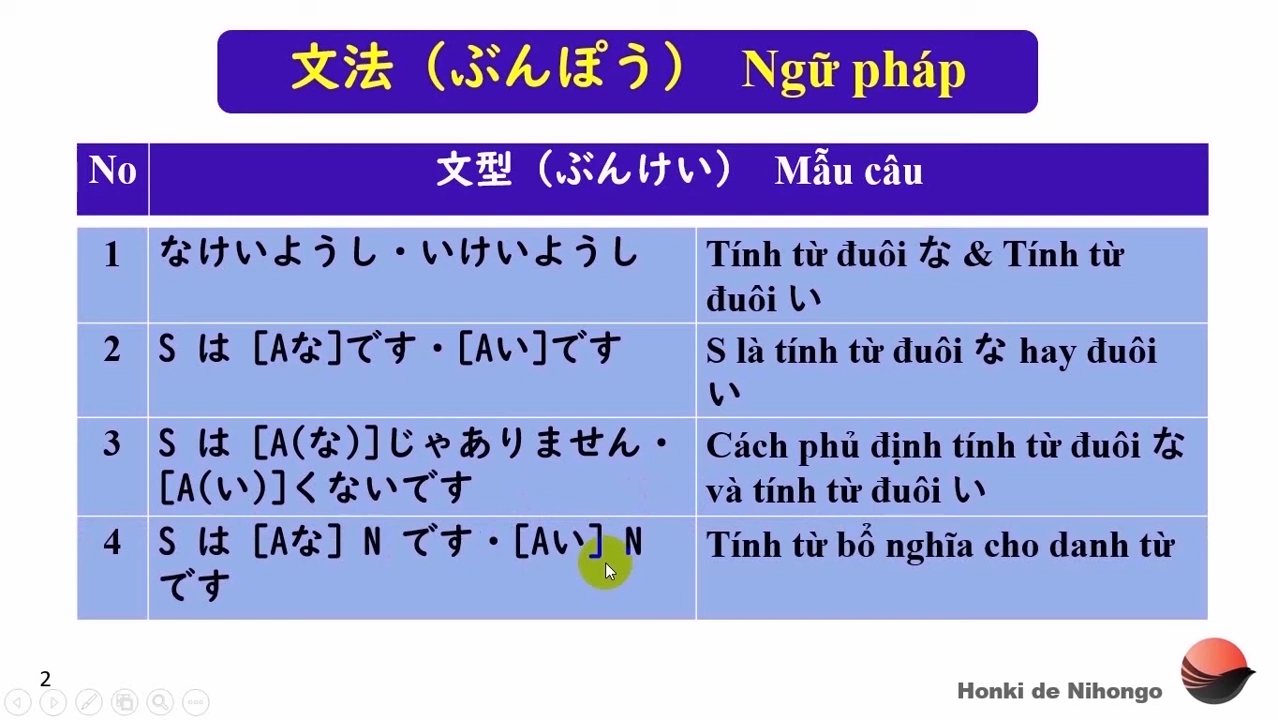 文法（ぶんぽう） Ngữ pháp
No 文型（ぶんけい） Mẫu câu
1 なけいようし・いけいようし Tính từ đuôi な & Tính từ
đuôi い
2 S は [Aな]です・[Aい]です S là tính từ đuôi な hay đuôi
い
3 S は [A(な)]じゃありません・ Cách phủ định tính từ đuôi な
[A(い)]くないです và tính từ đuôi い
4 S は [Aな] N です・[Aい] N Tính từ bổ nghĩa cho danh từ
です
2
Honki de Nihongo